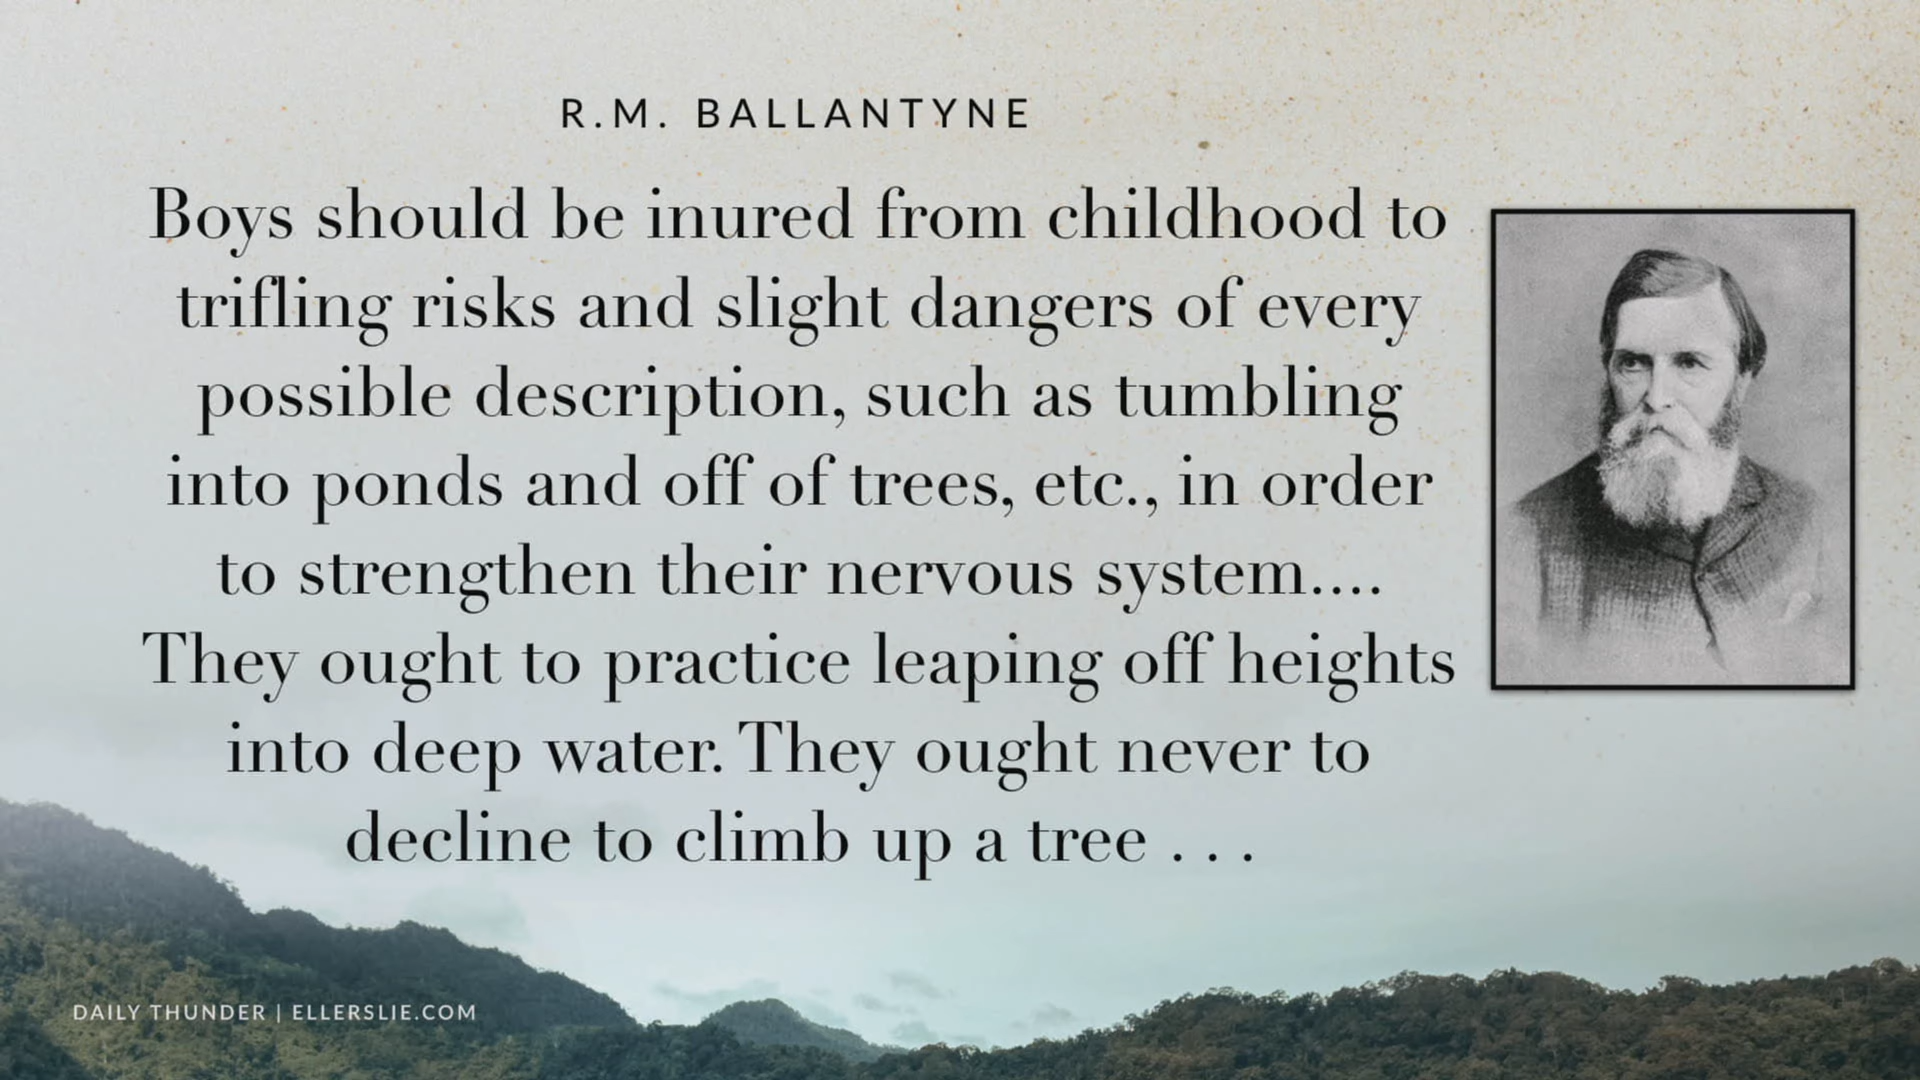 R.M. BALLANTYNE
Boys should be inured from childhood to
trifling risks and slight dangers of every
possible description, such as tumbling
into ponds and off of trees, etc., in order
to strengthen their nervous system....
They ought to practice leaping off heights
into deep water. They ought never to
decline to climb up a tree . . .
DAILY THUNDER | ELLERSLIE.COM